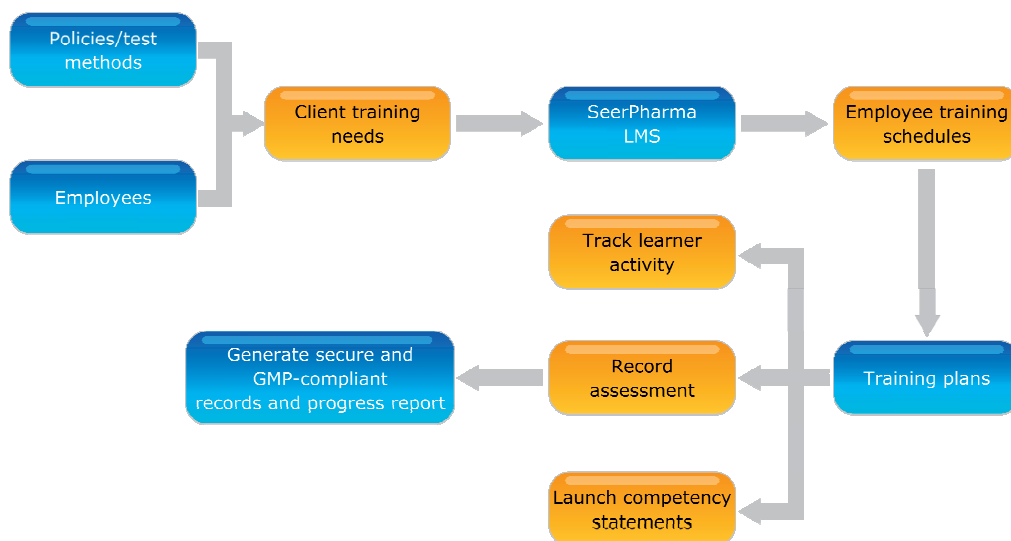 Policies/test
methods
Employees
Client training
needs
SeerPharma
LMS
Employee training
schedules
Track learner
activity
Generate secure and
GMP-compliant
records and progress report
Record
assessment
Training plans
Launch competency
statements